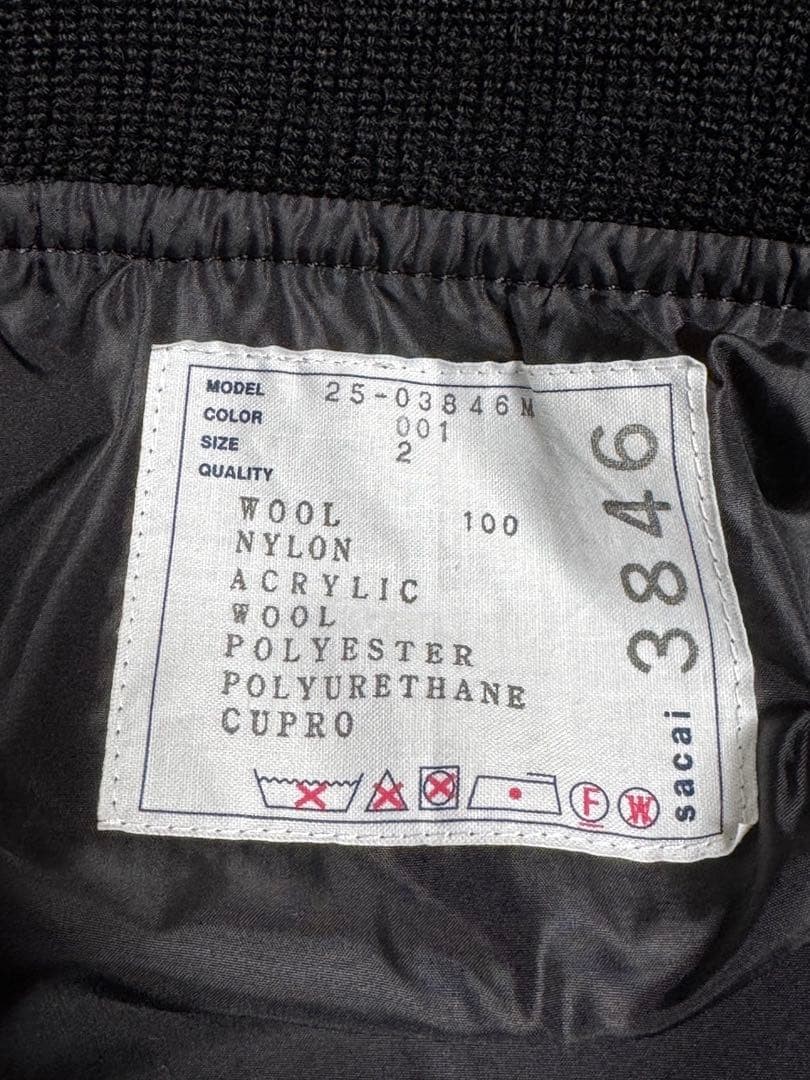 MODEL 25-03846M
COLOR 001
SIZE 2
QUALITY
WOOL 100
NYLON
ACRYLIC
WOOL
POLYESTER
POLYURETHANE
CUPRO
F W
sacai 3846